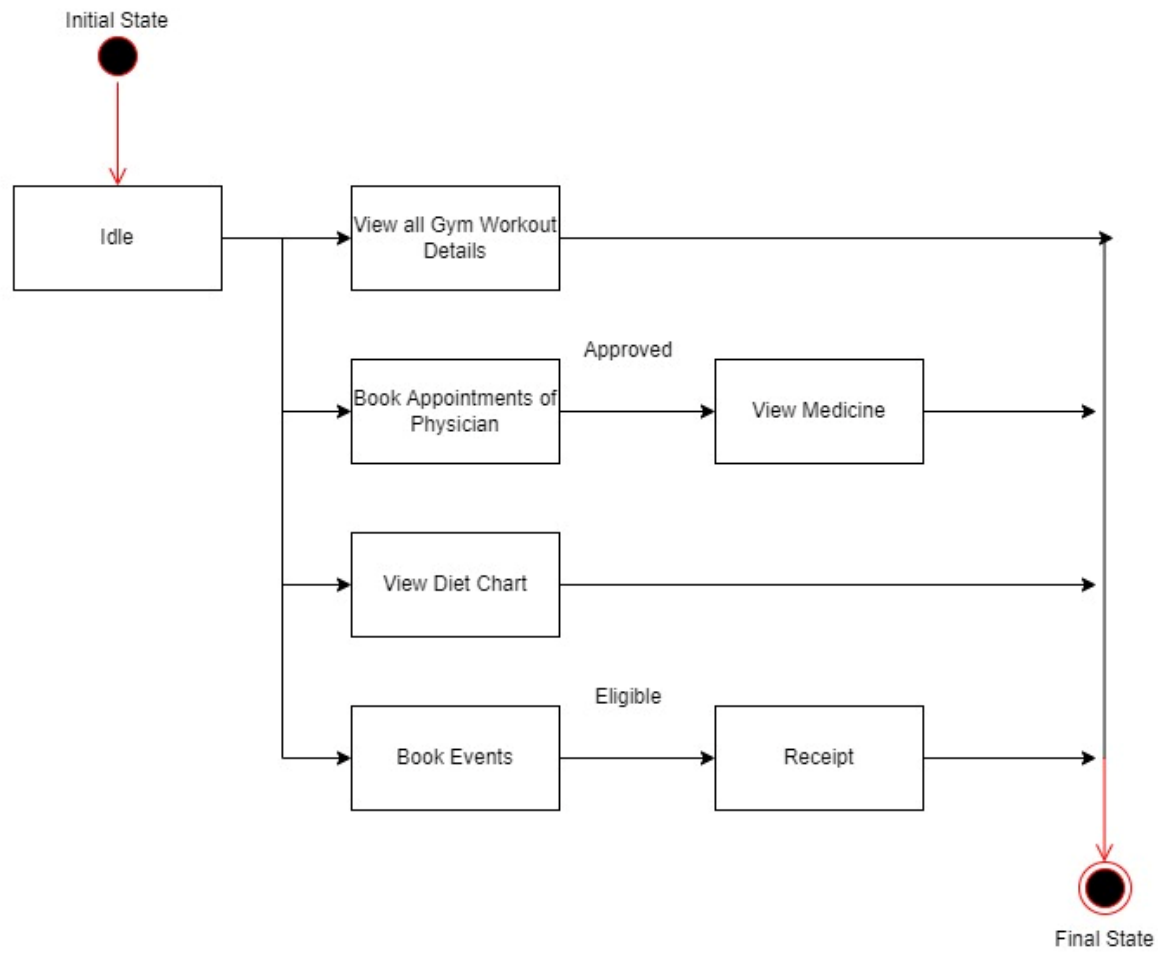 Initial State
Idle
View all Gym Workout
Details
Approved
Book Appointments of
Physician
View Medicine
View Diet Chart
Eligible
Book Events
Receipt
Final State